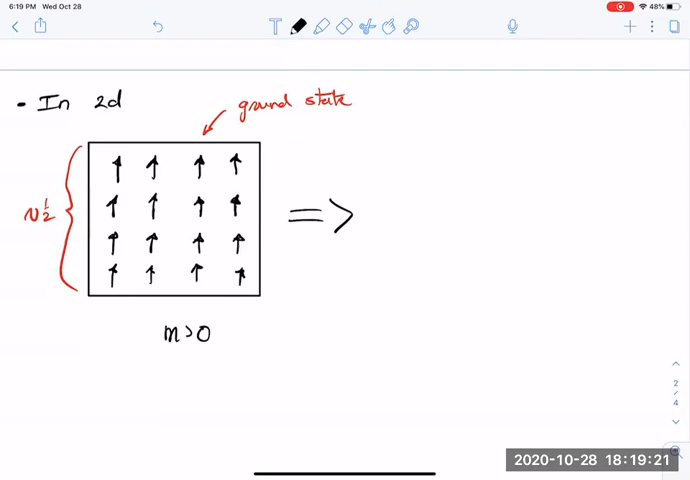 6:19 PM Wed Oct 28
48%
T
• In 2d
ground state
N½
=>
m>0
2
4
2020-10-28 18:19:21